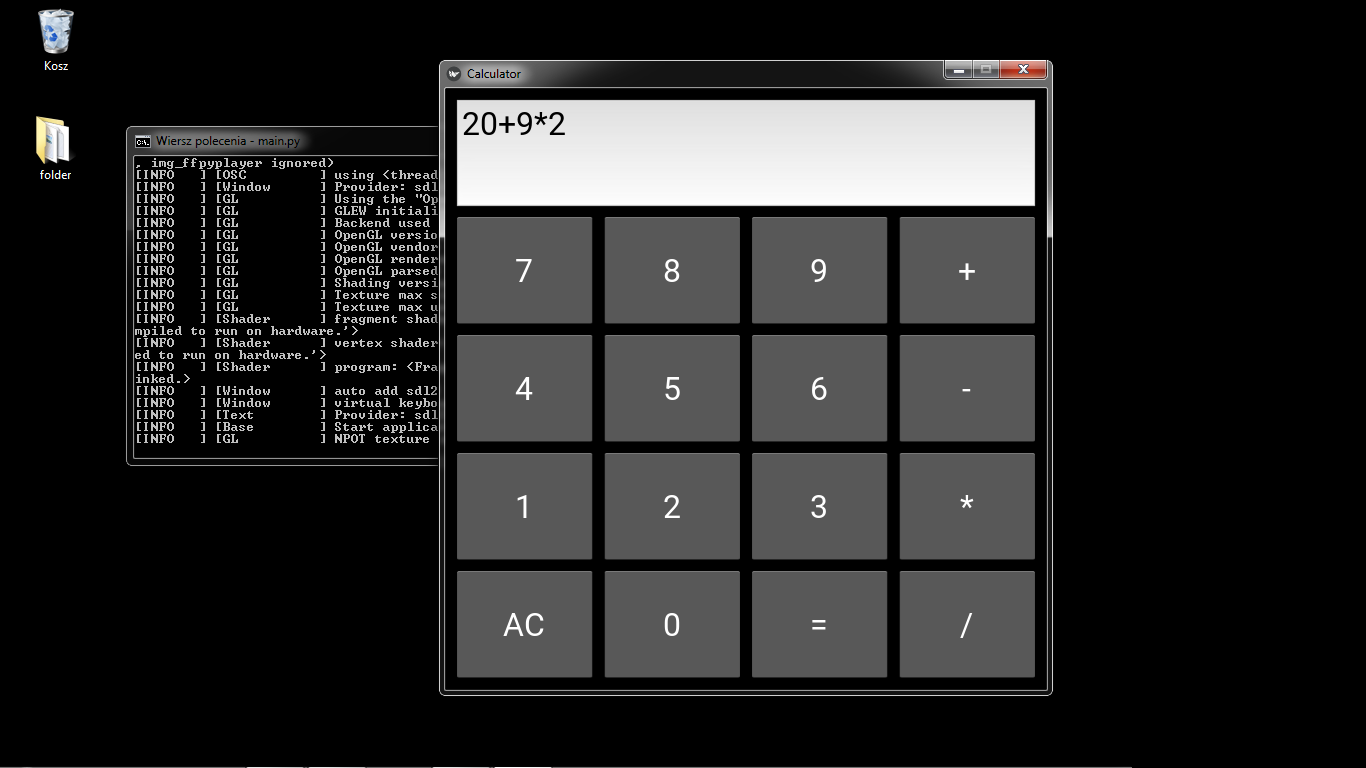 Kosz
folder
Wiersz polecenia - main.py
, img_ffpyplayer ignored)
[INFO   ] [OSC         ] using <thread
[INFO   ] [Window      ] Provider: sdl
[INFO   ] [GL          ] Using the "Op
[INFO   ] [GL          ] GLEW initiali
[INFO   ] [GL          ] Backend used
[INFO   ] [GL          ] OpenGL versio
[INFO   ] [GL          ] OpenGL vendor
[INFO   ] [GL          ] OpenGL render
[INFO   ] [GL          ] OpenGL parsed
[INFO   ] [GL          ] Shading versi
[INFO   ] [GL          ] Texture max s
[INFO   ] [GL          ] Texture max u
[INFO   ] [Shader      ] fragment shad
mpiled to run on hardware.'>
[INFO   ] [Shader      ] vertex shader
ed to run on hardware.'>
[INFO   ] [Shader      ] program: <Fra
inked.>
[INFO   ] [Window      ] auto add sdl2
[INFO   ] [Window      ] virtual keybo
[INFO   ] [Text        ] Provider: sdl
[INFO   ] [Base        ] Start applica
[INFO   ] [GL          ] NPOT texture
Calculator
20+9*2
7 8 9 +
4 5 6 -
1 2 3 *
AC 0 = /